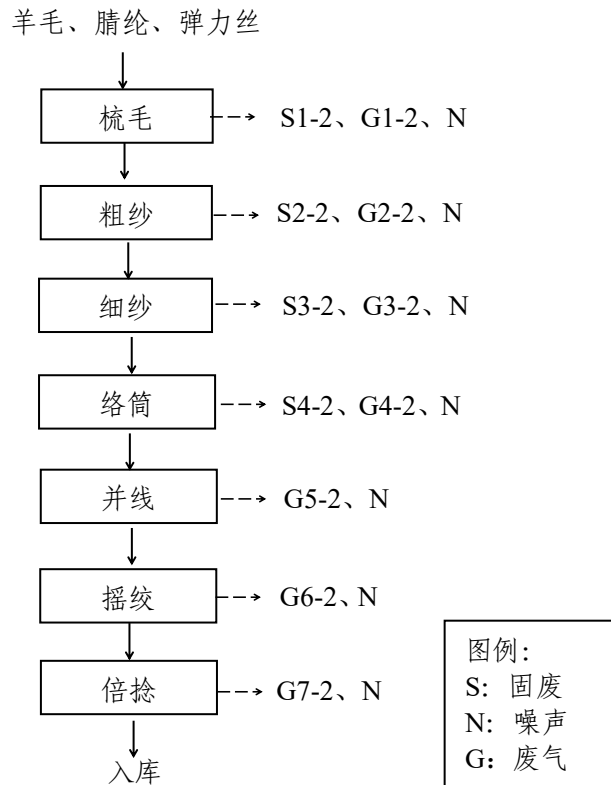 羊毛、腈纶、弹力丝
梳毛
S1-2、G1-2、N
粗纱
S2-2、G2-2、N
细纱
S3-2、G3-2、N
络筒
S4-2、G4-2、N
并线
G5-2、N
摇绞
G6-2、N
倍捻
G7-2、N
入库
图例:
S: 固废
N: 噪声
G: 废气